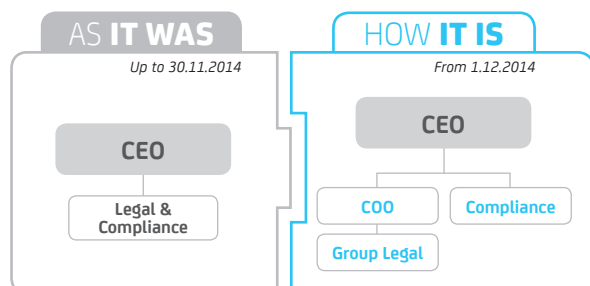 AS IT WAS
Up to 30.11.2014
CEO
Legal &
Compliance
HOW IT IS
From 1.12.2014
CEO
COO
Compliance
Group Legal